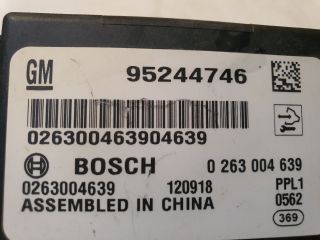 GM 95244746
026300463904639
BOSCH 0 263 004 639
0263004639 120918 PPL1
ASSEMBLED IN CHINA 0562
369